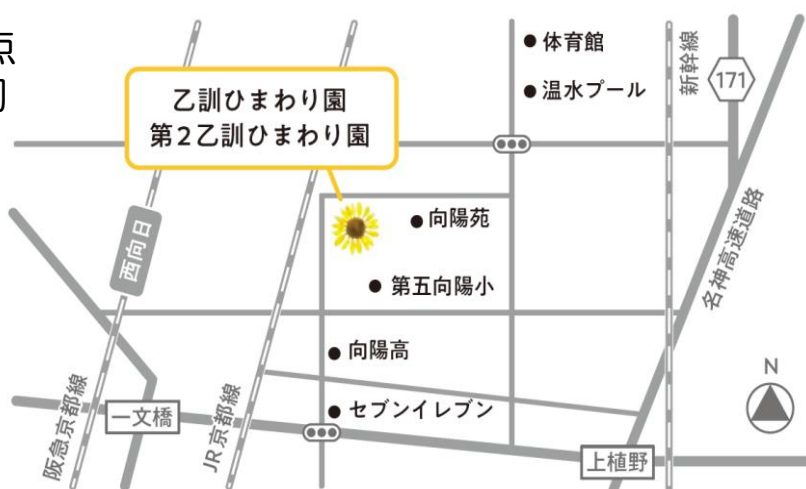 体育館
温水プール
新幹線
171
乙訓ひまわり園
第2乙訓ひまわり園
向陽苑
西向日
名神高速道路
第五向陽小
向陽高
セブンイレブン
一文橋
阪急京都線
JR京都線
上植野
N